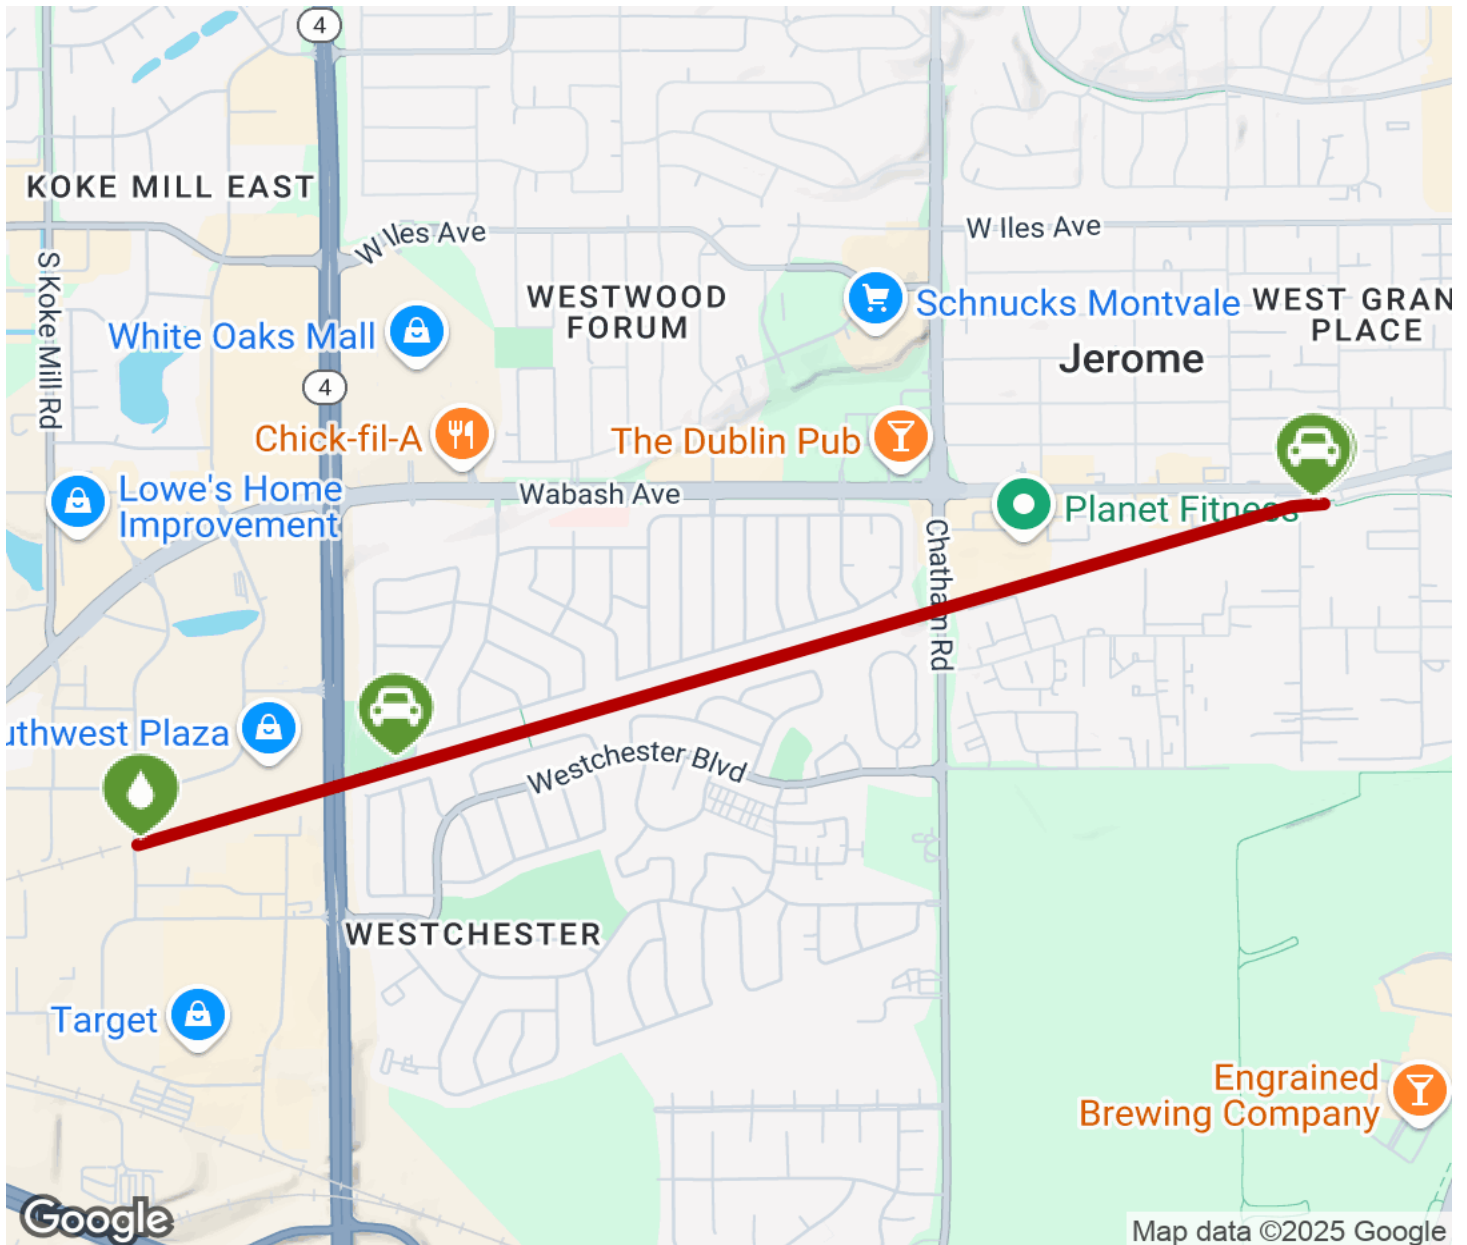 4
KOKE MILL EAST
W Iles Ave
W Iles Ave
S Koke Mill Rd
WESTWOOD
FORUM
Schnucks Montvale
WEST GRAN
PLACE
White Oaks Mall
Jerome
4
Chick-fil-A
The Dublin Pub
Lowe's Home
Improvement
Wabash Ave
Planet Fitness
Chatham Rd
uthwest Plaza
Westchester Blvd
WESTCHESTER
Target
Engrained
Brewing Company
Google
Map data ©2025 Google